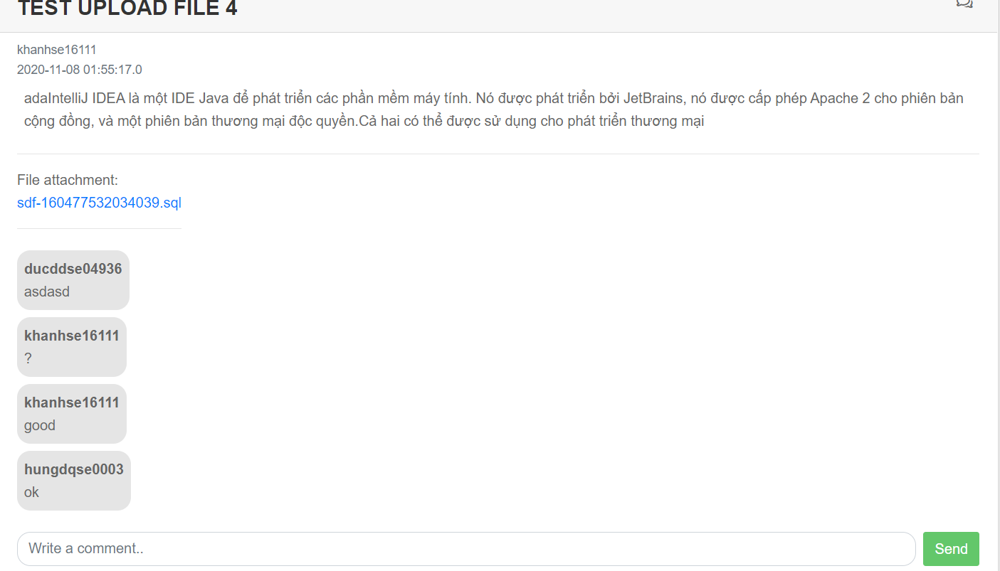 TEST UPLOAD FILE 4
khanhse16111
2020-11-08 01:55:17.0
adaIntelliJ IDEA là một IDE Java để phát triển các phần mềm máy tính. Nó được phát triển bởi JetBrains, nó được cấp phép Apache 2 cho phiên bản
cộng đồng, và một phiên bản thương mại độc quyền.Cả hai có thể được sử dụng cho phát triển thương mại
File attachment:
sdf-160477532034039.sql
ducddse04936
asdasd
khanhse16111
?
khanhse16111
good
hungdqse0003
ok
Write a comment..
Send